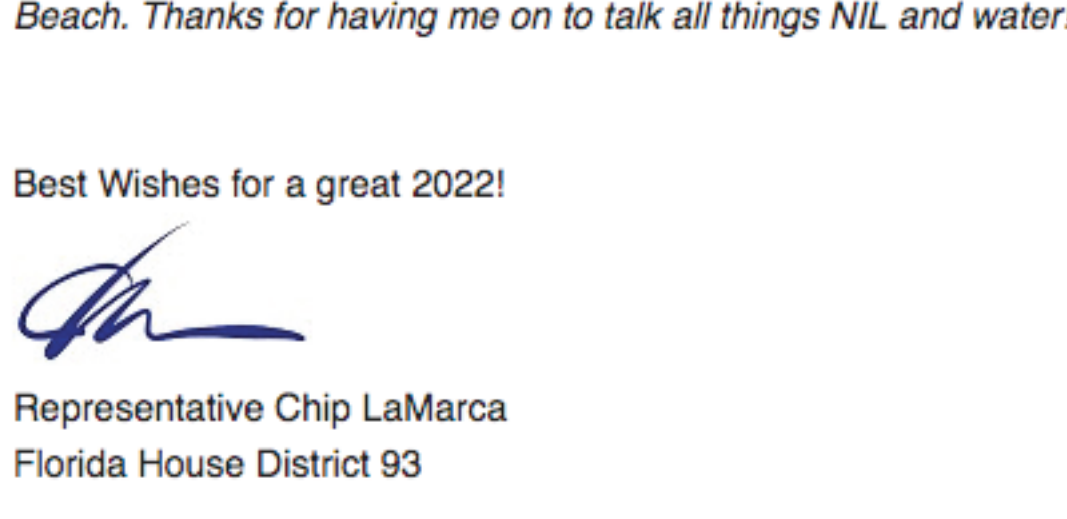 Beach. Thanks for having me on to talk all things NIL and water!
Best Wishes for a great 2022!
Representative Chip LaMarca
Florida House District 93